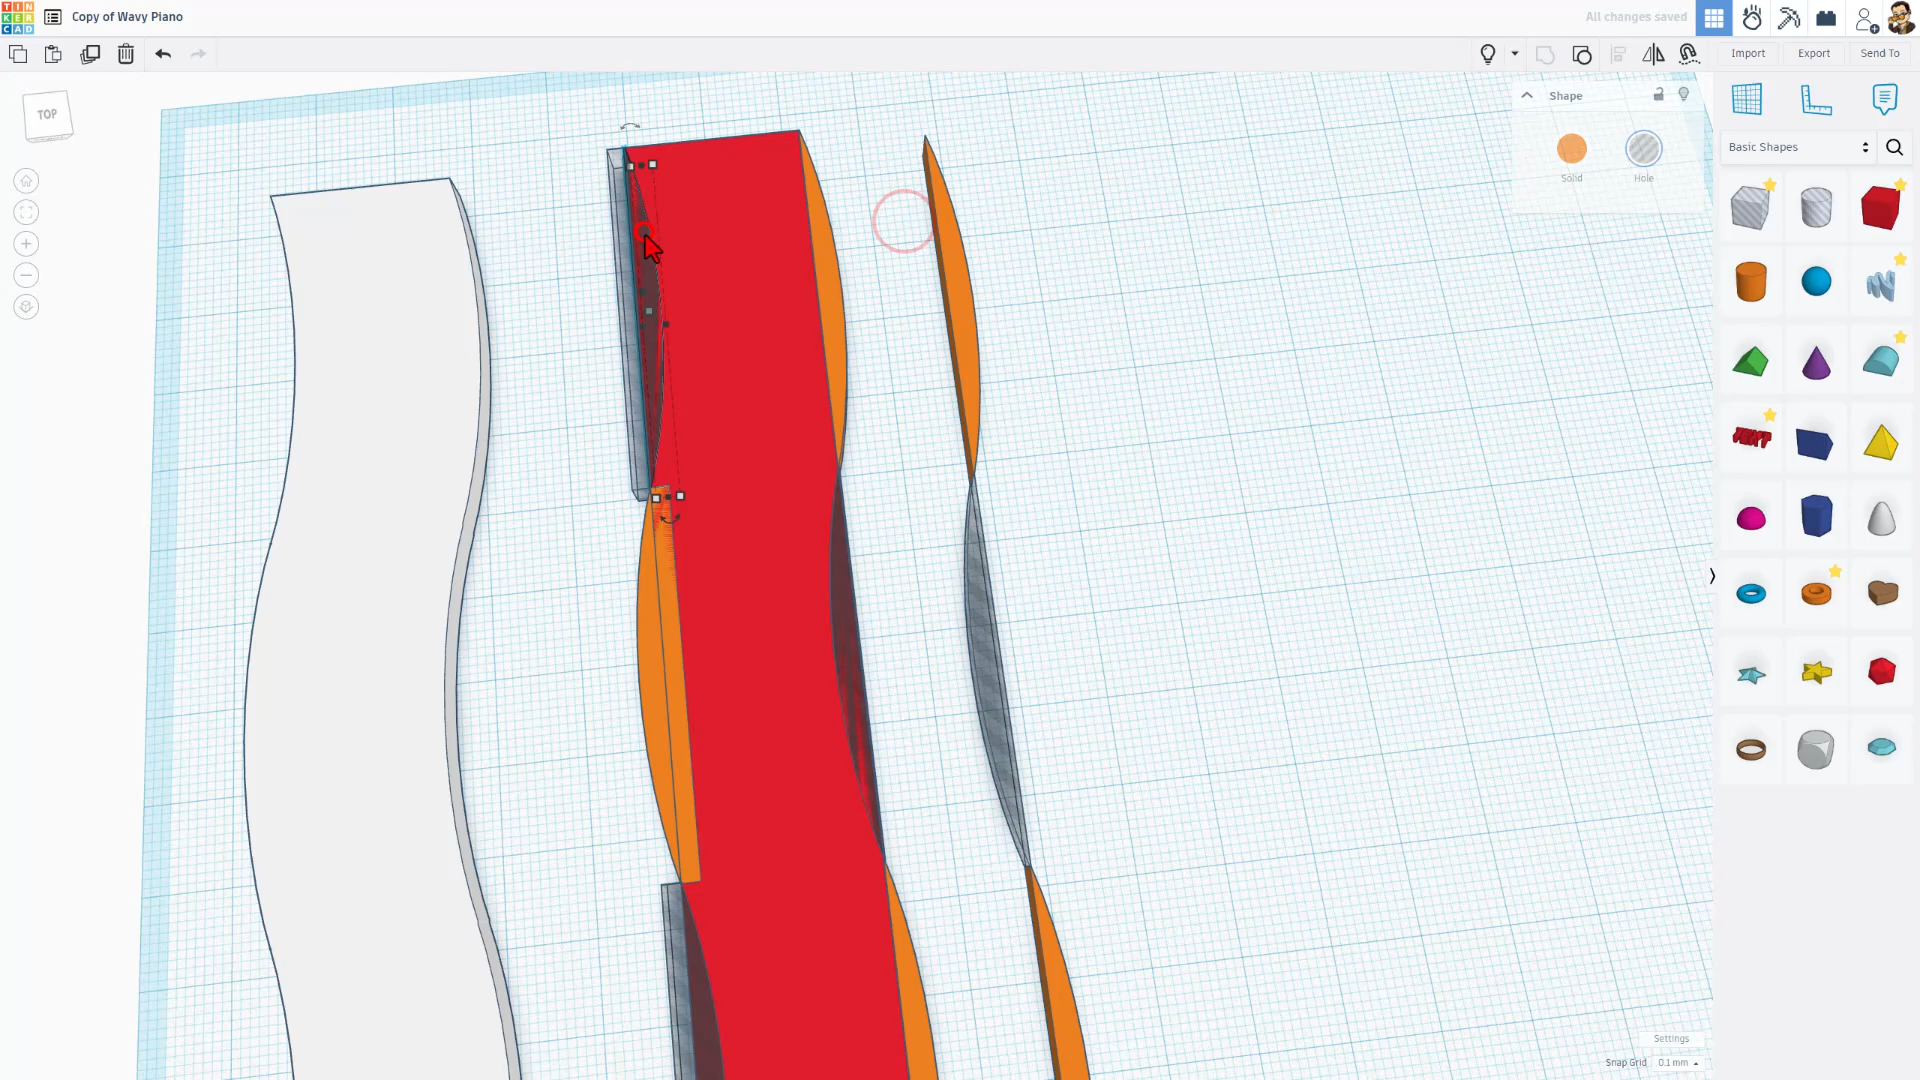 TIN
KER
CAD
Copy of Wavy Piano
All changes saved
Import
Export
Send To
TOP
Shape
Solid
Hole
Basic Shapes
TEXT
Settings
Snap Grid
0.1 mm